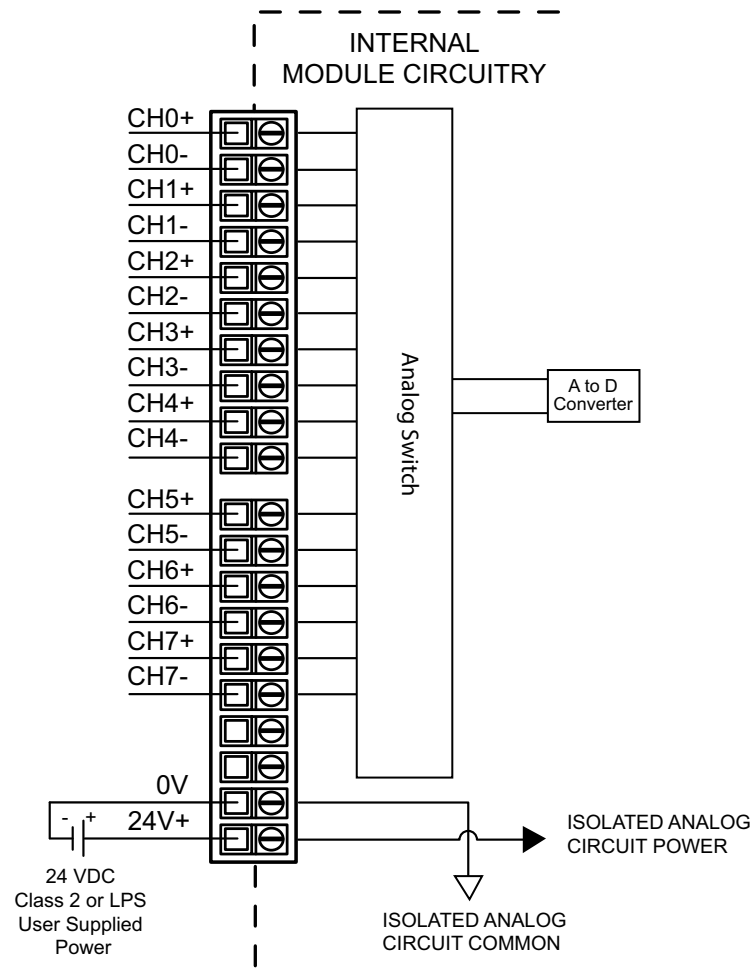 INTERNAL
MODULE CIRCUITRY
CH0+
CH0-
CH1+
CH1-
CH2+
CH2-
CH3+
CH3-
CH4+
CH4-
CH5+
CH5-
CH6+
CH6-
CH7+
CH7-
Analog Switch
A to D
Converter
0V
24V+
- +
24 VDC
Class 2 or LPS
User Supplied
Power
ISOLATED ANALOG
CIRCUIT POWER
ISOLATED ANALOG
CIRCUIT COMMON